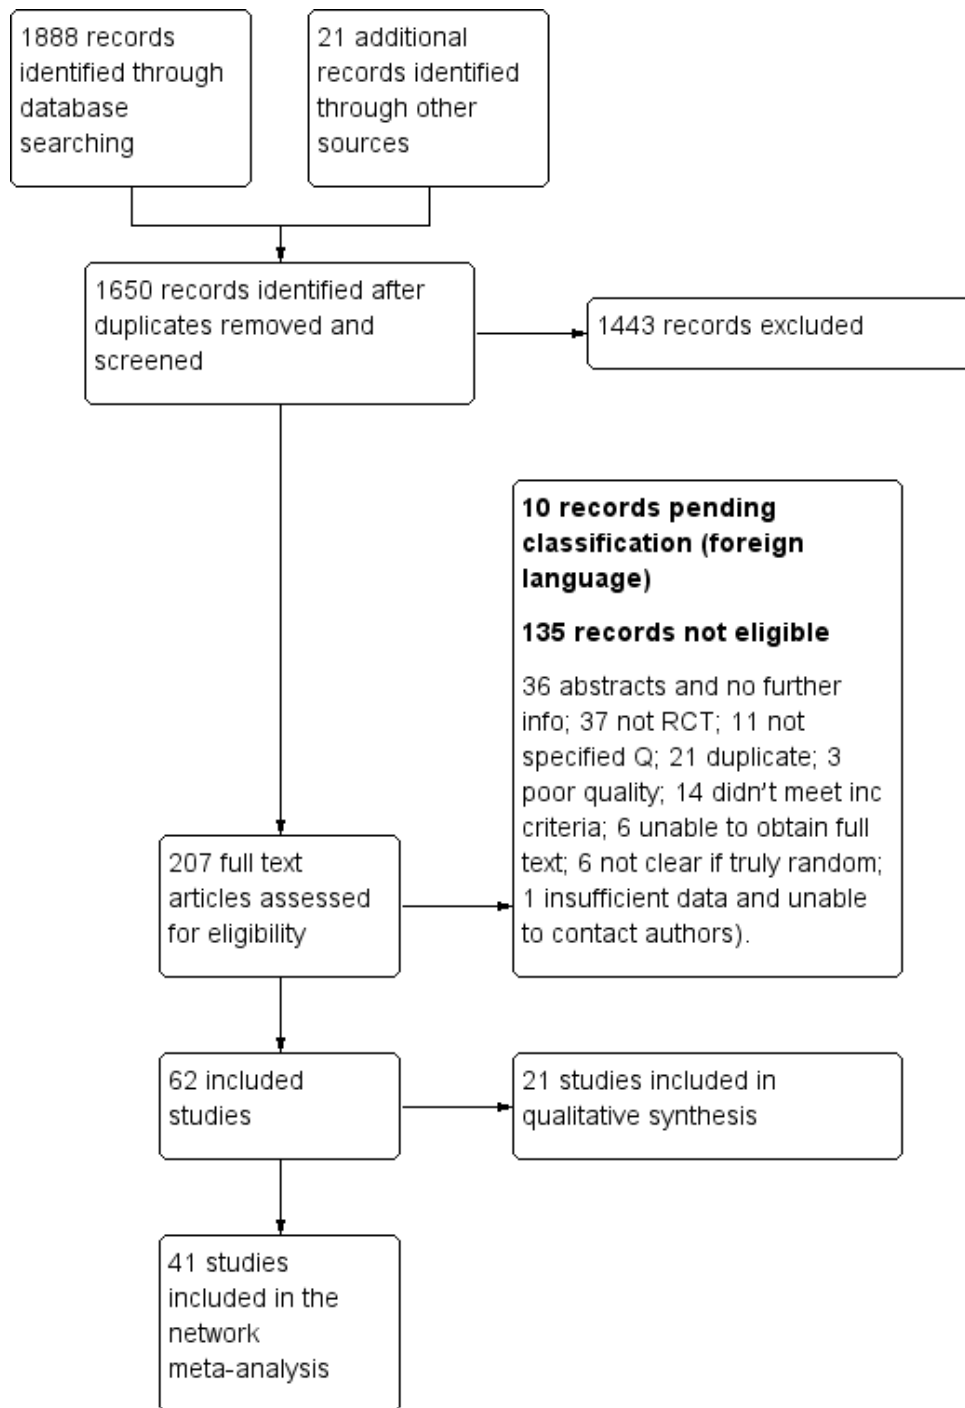 1888 records
identified through
database
searching
21 additional
records identified
through other
sources
1650 records identified after
duplicates removed and
screened
1443 records excluded
10 records pending
classification (foreign
language)
135 records not eligible
36 abstracts and no further
info; 37 not RCT; 11 not
specified Q; 21 duplicate; 3
poor quality; 14 didn't meet inc
criteria; 6 unable to obtain full
text; 6 not clear if truly random;
1 insufficient data and unable
to contact authors).
207 full text
articles assessed
for eligibility
62 included
studies
21 studies included in
qualitative synthesis
41 studies
included in the
network
meta-analysis